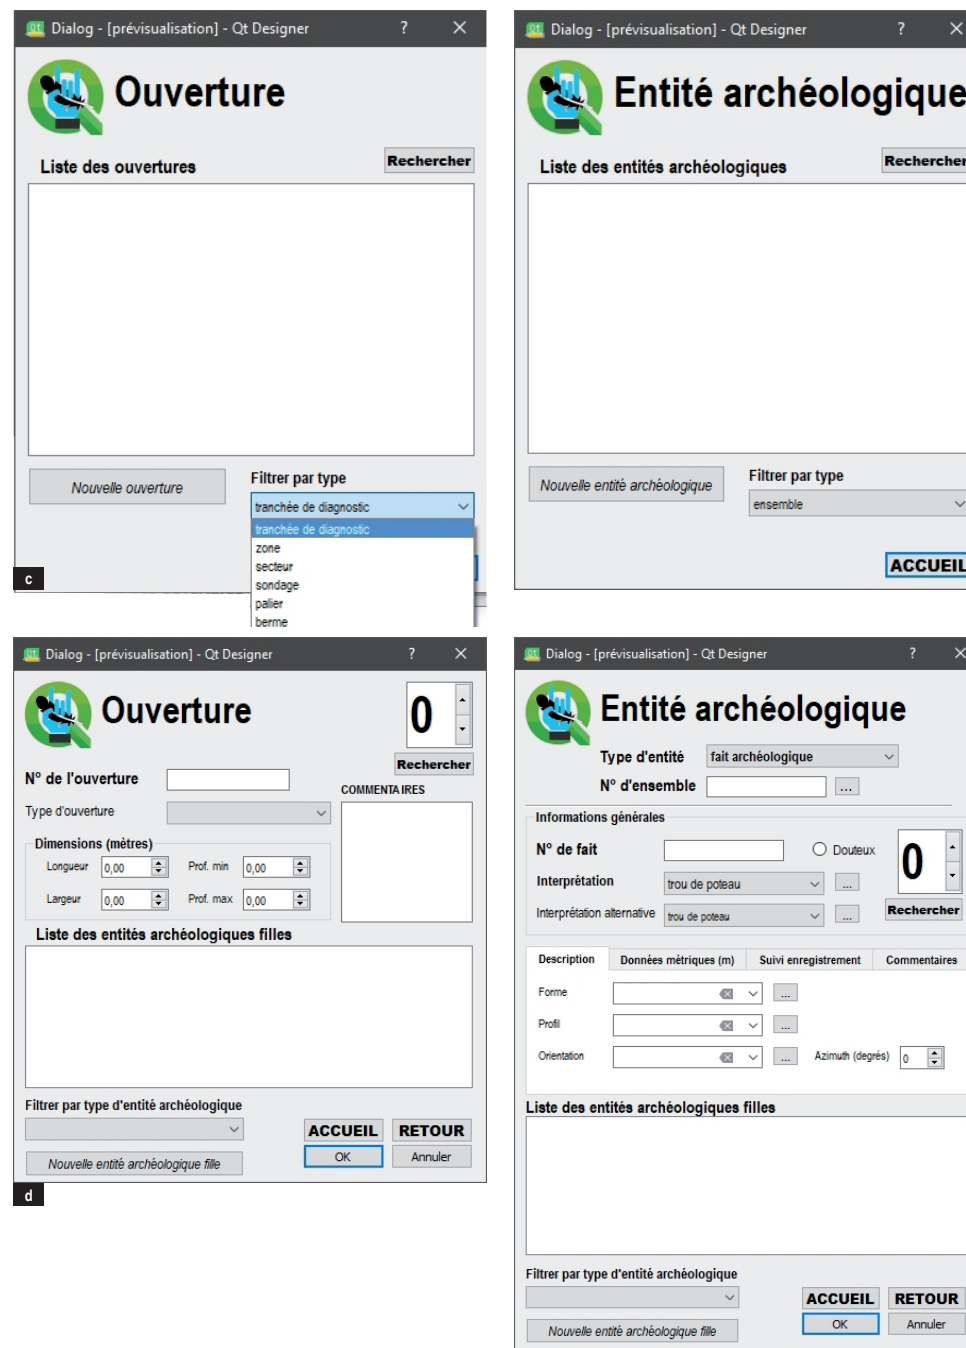 Dialog - [prévisualisation] - Qt Designer ? ×
Ouverture
Liste des ouvertures Rechercher
Nouvelle ouverture
Filtrer par type
tranchée de diagnostic
tranchée de diagnostic
zone
secteur
sondage
palier
berme
c
Dialog - [prévisualisation] - Qt Designer ? ×
Entité archéologique
Liste des entités archéologiques Rechercher
Nouvelle entité archéologique
Filtrer par type
ensemble
ACCUEIL
Dialog - [prévisualisation] - Qt Designer ? ×
Ouverture 0
Rechercher
N° de l'ouverture
COMMENTAIRES
Type d'ouverture
Dimensions (mètres)
Longueur 0,00 Prof. min 0,00
Largeur 0,00 Prof. max 0,00
Liste des entités archéologiques filles
Filtrer par type d'entité archéologique
ACCUEIL RETOUR
Nouvelle entité archéologique fille OK Annuler
d
Dialog - [prévisualisation] - Qt Designer ? ×
Entité archéologique
Type d'entité fait archéologique
N° d'ensemble ...
Informations générales
N° de fait Douteux 0
Interprétation trou de poteau ...
Interprétation alternative trou de poteau ... Rechercher
Description Données métriques (m) Suivi enregistrement Commentaires
Forme ...
Profil ...
Orientation ... Azimuth (degrés) 0
Liste des entités archéologiques filles
Filtrer par type d'entité archéologique
ACCUEIL RETOUR
Nouvelle entité archéologique fille OK Annuler